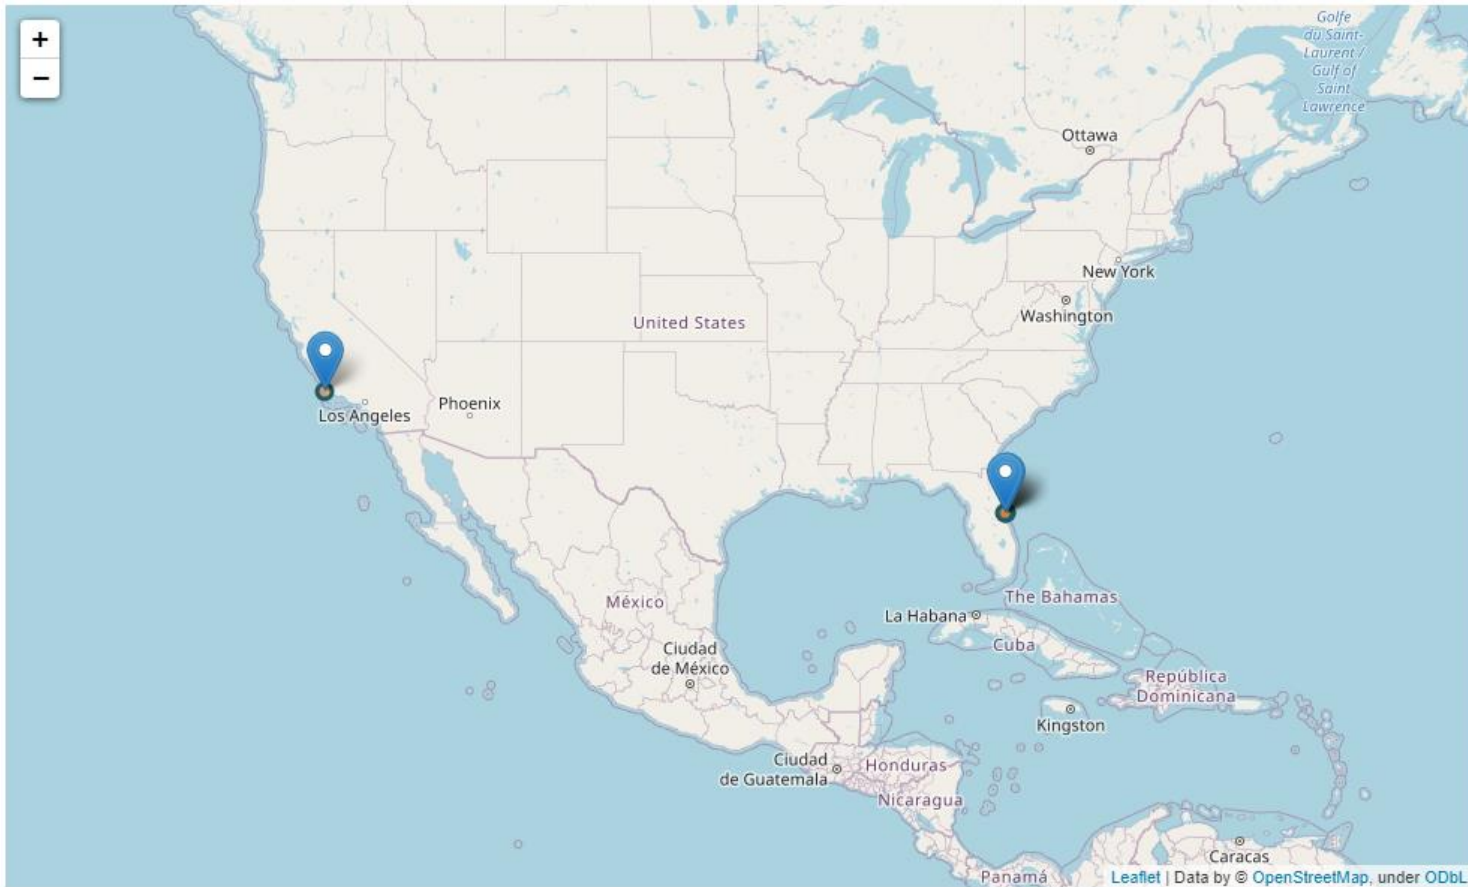 +
−
Golfe
du Saint-
Laurent /
Gulf of
Saint
Lawrence
Ottawa
New York
Washington
United States
Los Angeles
Phoenix
México
Ciudad
de México
La Habana
The Bahamas
Cuba
República
Dominicana
Kingston
Ciudad
de Guatemala
Honduras
Nicaragua
Caracas
Panamá
Leaflet | Data by © OpenStreetMap, under ODbL